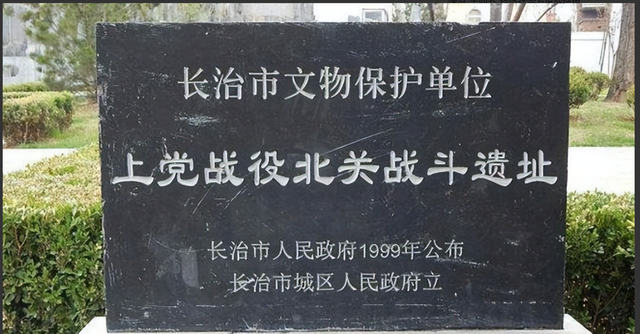 长治市文物保护单位
上党战役北关战斗遗址
长治市人民政府1999年公布
长治市城区人民政府立